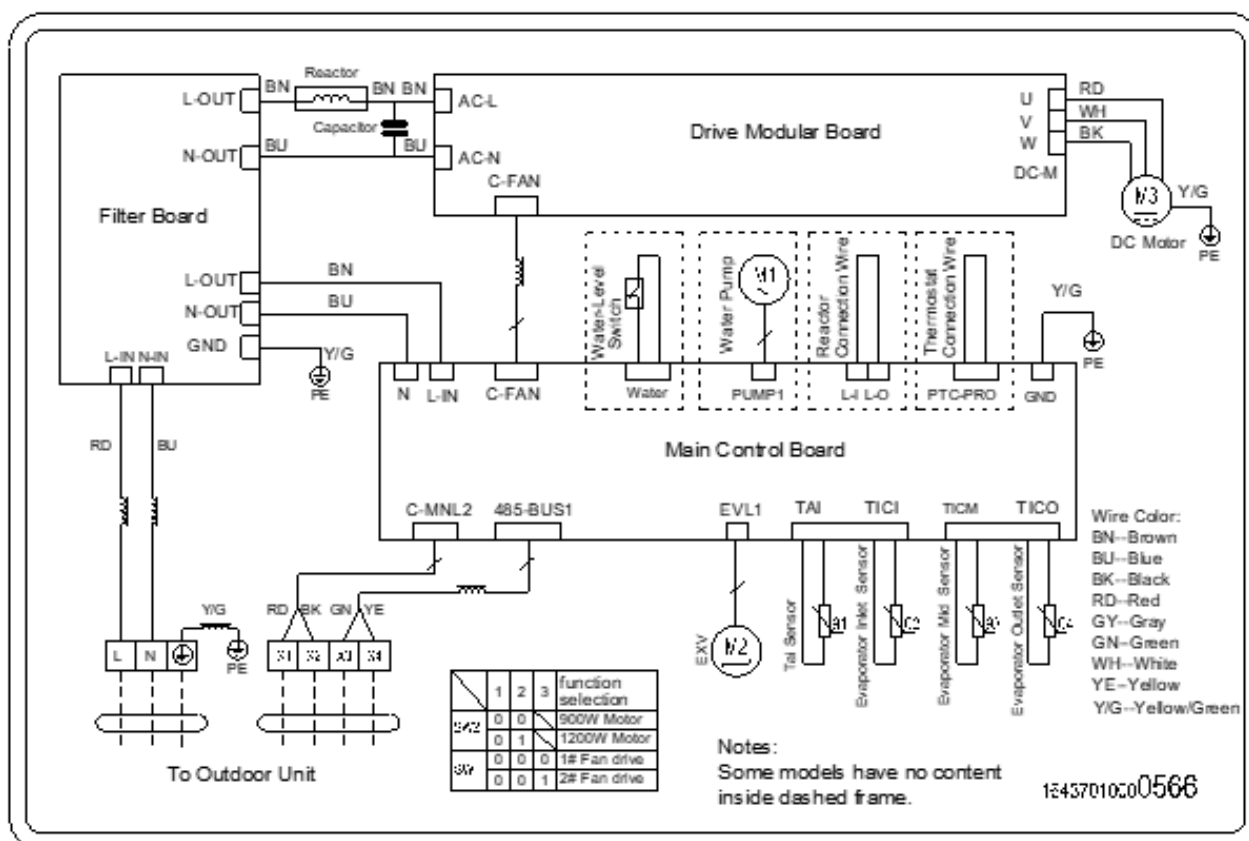 BN
Reactor
BN
BN
L-OUT
AC-L
Capacitor
BU
BU
N-OUT
AC-N
Drive Modular Board
U
V
W
DC-M
RD
WH
BK
M3
Y/G
DC Motor
PE
C-FAN
Filter Board
L-OUT
BN
N-OUT
BU
GND
Y/G
PE
L-IN N-IN
Water-Level
Switch
Water Pump
M1
Reactor
Connection Wire
Thermostat
Connection Wire
Y/G
PE
N
L-IN
C-FAN
Water
PUMP1
L-I L-O
PTC-PRO
GND
RD
BU
Main Control Board
C-MNL2
485-BUS1
EVL1
TAI
TICI
TICM
TICO
Wire Color:
BN--Brown
BU--Blue
BK--Black
RD--Red
GY--Gray
GN--Green
WH--White
YE--Yellow
Y/G--Yellow/Green
Y/G
PE
RD
BK
GN
YE
L
N
EXV
M2
Tai Sensor
Evaporator Inlet Sensor
Evaporator Mid Sensor
Evaporator Outlet Sensor
To Outdoor Unit
1 2 3 function
selection
0 0 900W Motor
0 1 1200W Motor
0 0 0 1# Fan drive
0 0 1 2# Fan drive
Notes:
Some models have no content
inside dashed frame.